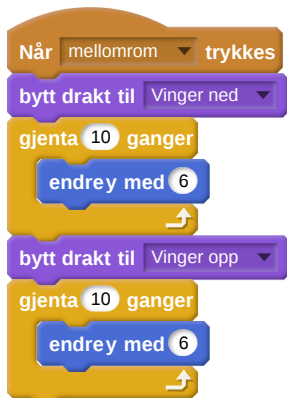 Når mellomrom trykkes
bytt drakt til Vinger ned
gjenta 10 ganger
endrey med 6
bytt drakt til Vinger opp
gjenta 10 ganger
endrey med 6